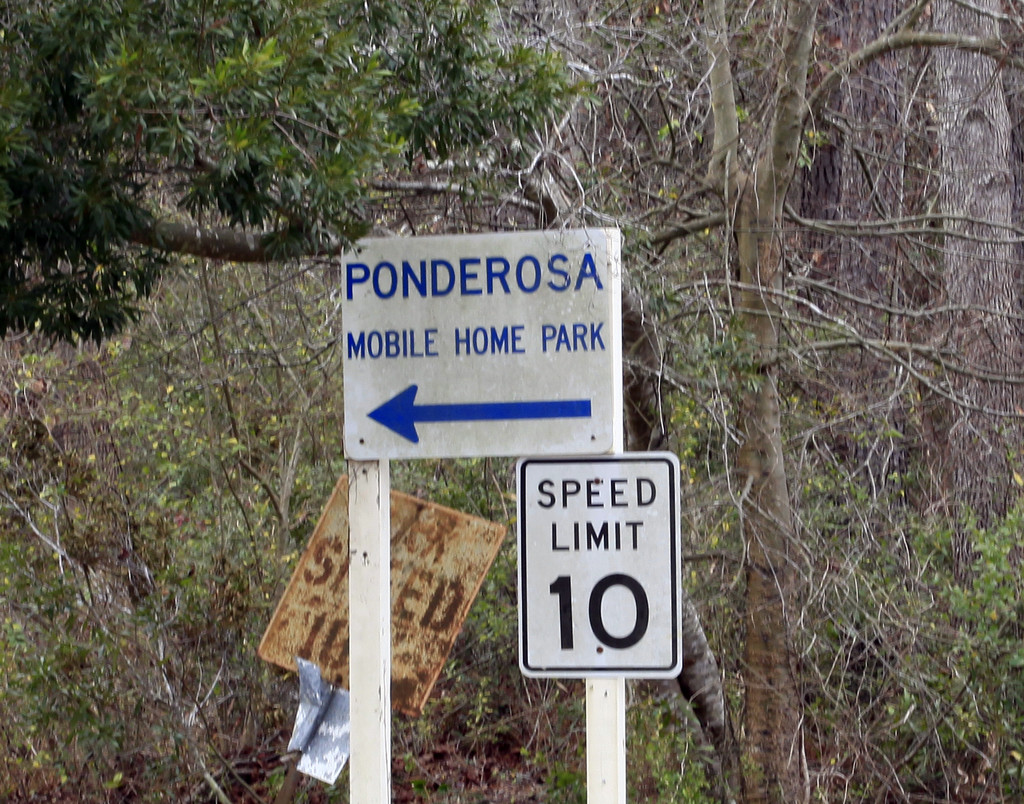 PONDEROSA
MOBILE HOME PARK
SPEED
LIMIT
10